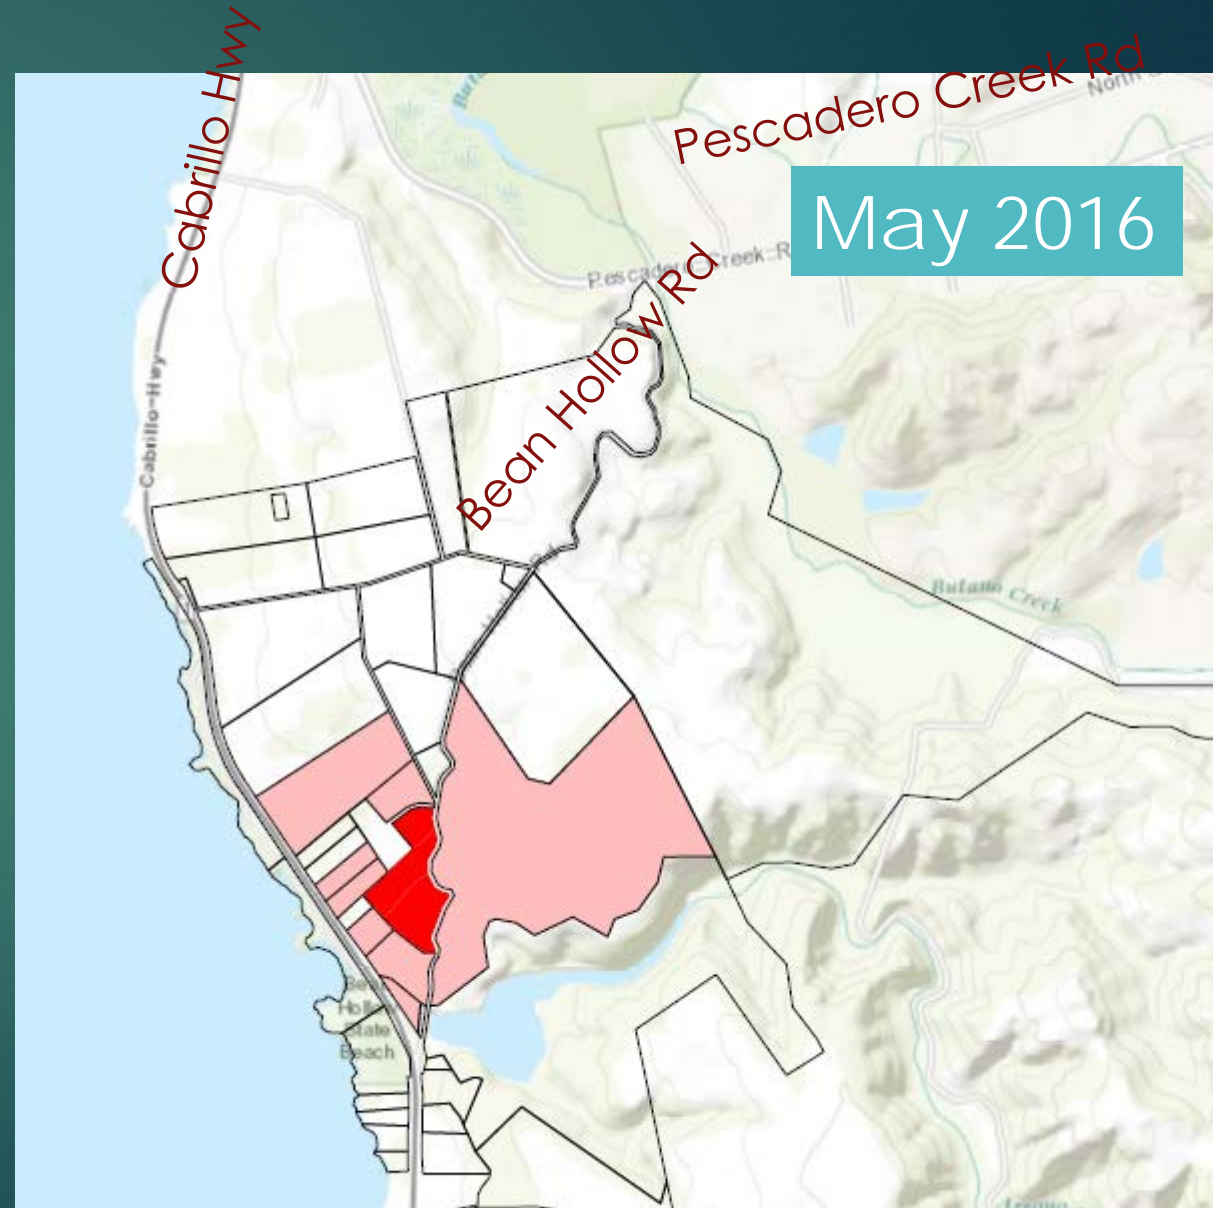 Cabrillo Hwy
Pescadero Creek Rd
North
May 2016
Pescadero-Creek-R
Bean Hollow Rd
Cabrillo-Hwy
Rd
Butano Creek
Bean
Hollow
State
Beach